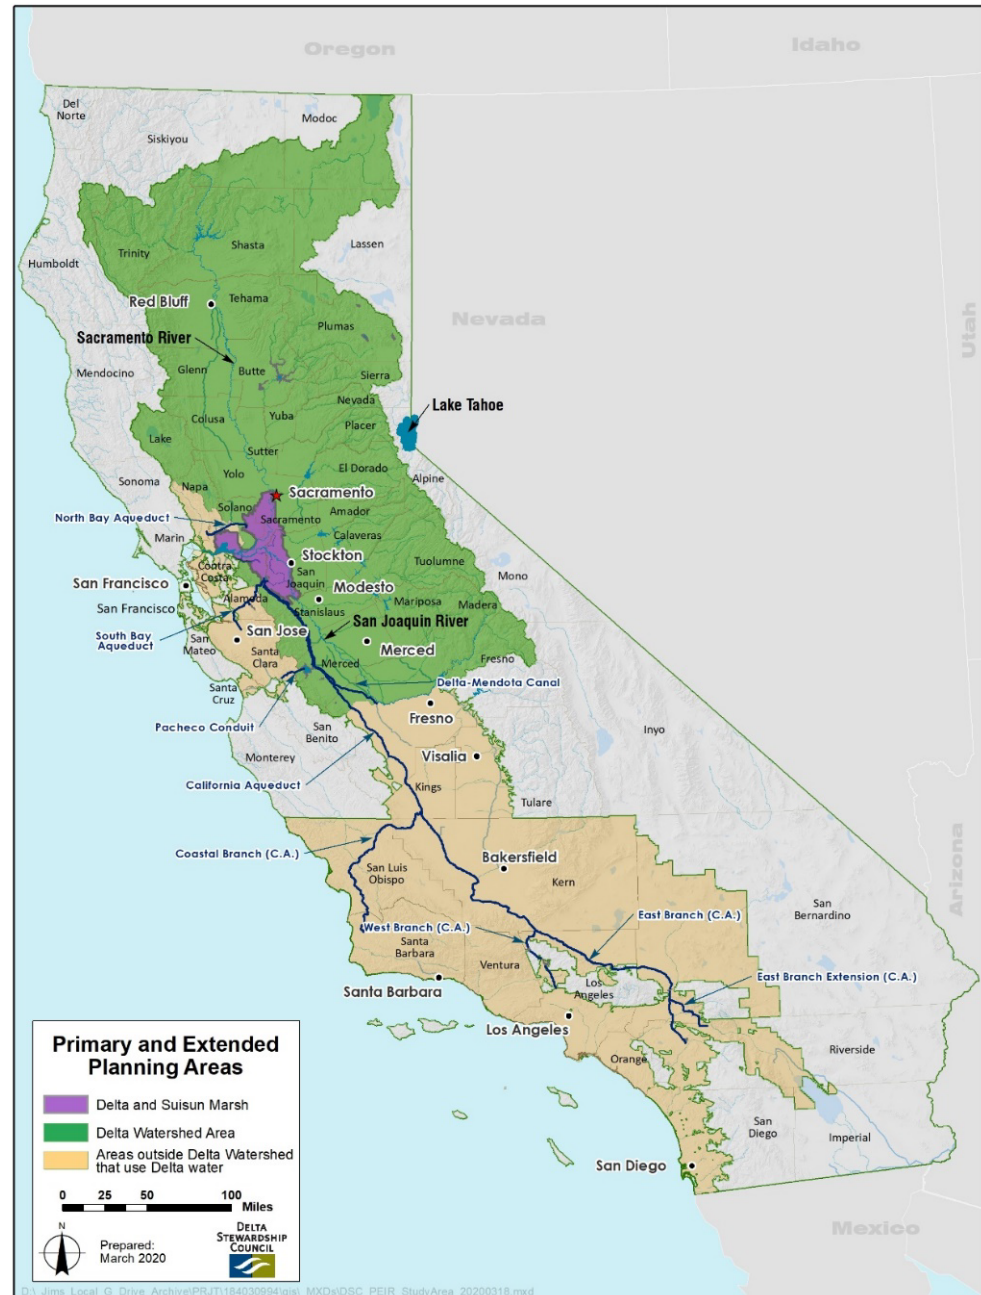 Oregon
Idaho
Del
Norte
Modoc
Siskiyou
Trinity
Shasta
Lassen
Humboldt
Red Bluff
Tehama
Nevada
Utah
Sacramento River
Plumas
Mendocino
Glenn
Butte
Sierra
Nevada
Colusa
Yuba
Placer
Lake Tahoe
Lake
Sutter
Yolo
El Dorado
Alpine
Sonoma
Napa
Sacramento
Solano
North Bay Aqueduct
Sacramento
Amador
Calaveras
Marin
Stockton
Contra
Costa
San
Joaquin
Tuolumne
Mono
San Francisco
Modesto
Alameda
Mariposa
Madera
San Francisco
Stanislaus
San Joaquin River
South Bay
Aqueduct
San Jose
San
Mateo
Santa
Clara
Merced
Merced
Fresno
Delta-Mendota Canal
Santa
Cruz
Pacheco Conduit
San
Benito
Fresno
Inyo
Monterey
Visalia
California Aqueduct
Kings
Tulare
Coastal Branch (C.A.)
Bakersfield
San Luis
Obispo
Kern
Arizona
San
Bernardino
East Branch (C.A.)
West Branch (C.A.)
Santa
Barbara
Ventura
East Branch Extension (C.A.)
Santa Barbara
Los
Angeles
Los Angeles
Orange
Riverside
San
Diego
Imperial
San Diego
Mexico
Primary and Extended
Planning Areas
Delta and Suisun Marsh
Delta Watershed Area
Areas outside Delta Watershed
that use Delta water
0 25 50 100
Miles
N
Prepared:
March 2020
DELTA
STEWARDSHIP
COUNCIL
D:\_Jims_Local_G_Drive_Archive\PRJT\184030994\gis\_MXDs\DSC_PEIR_StudyArea_20200318.mxd